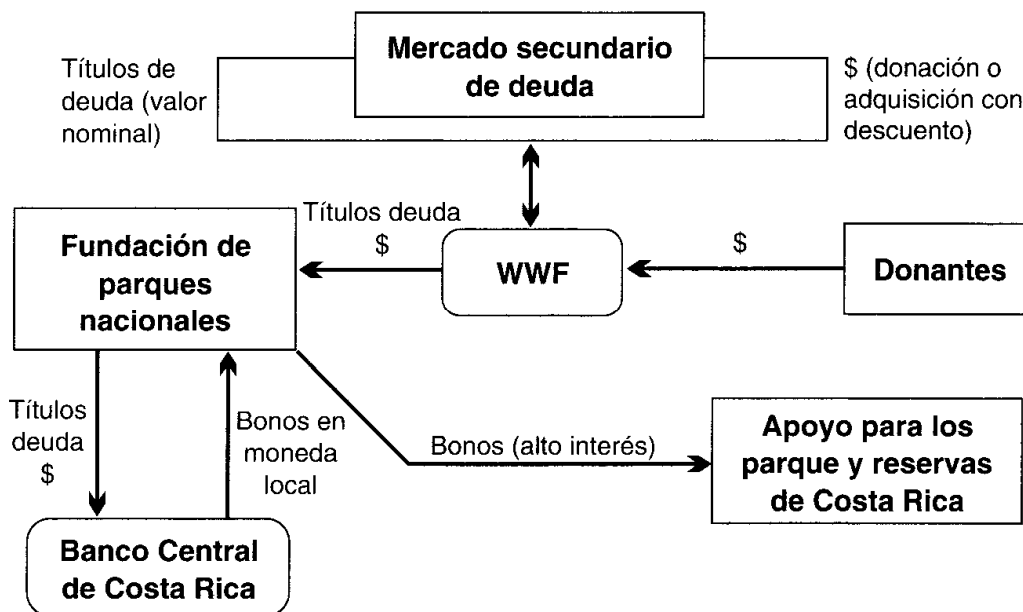 Mercado secundario
de deuda
Títulos de
deuda (valor
nominal)
$ (donación o
adquisición con
descuento)
Títulos deuda
$
Fundación de
parques
nacionales
WWF
$
Donantes
Títulos
deuda
$
Bonos en
moneda
local
Bonos (alto interés)
Apoyo para los
parque y reservas
de Costa Rica
Banco Central
de Costa Rica